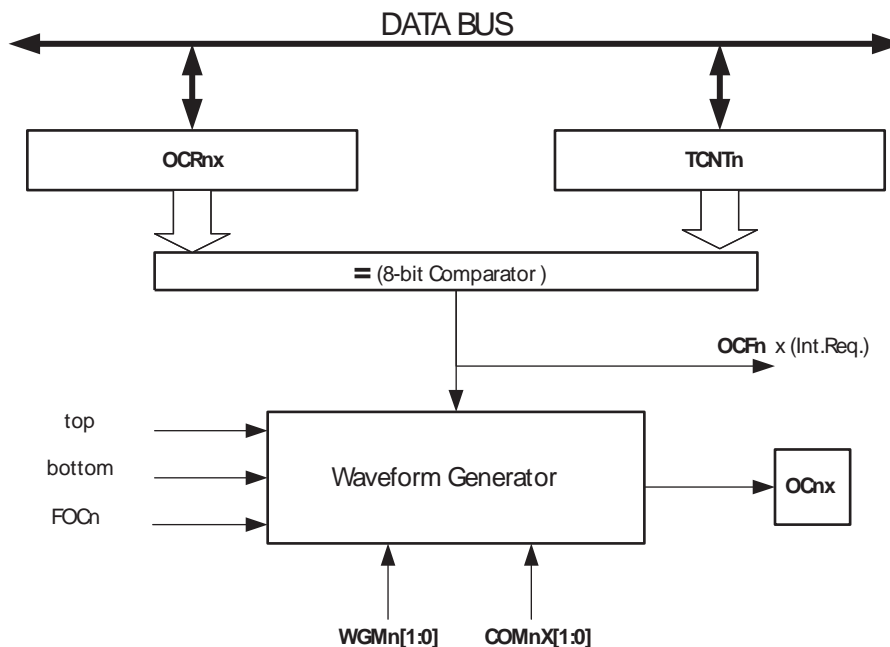 DATA BUS
OCRnx
TCNTn
= (8-bit Comparator )
OCFn x (Int.Req.)
top
bottom
FOCn
Waveform Generator
OCnx
WGMn[1:0]
COMnX[1:0]